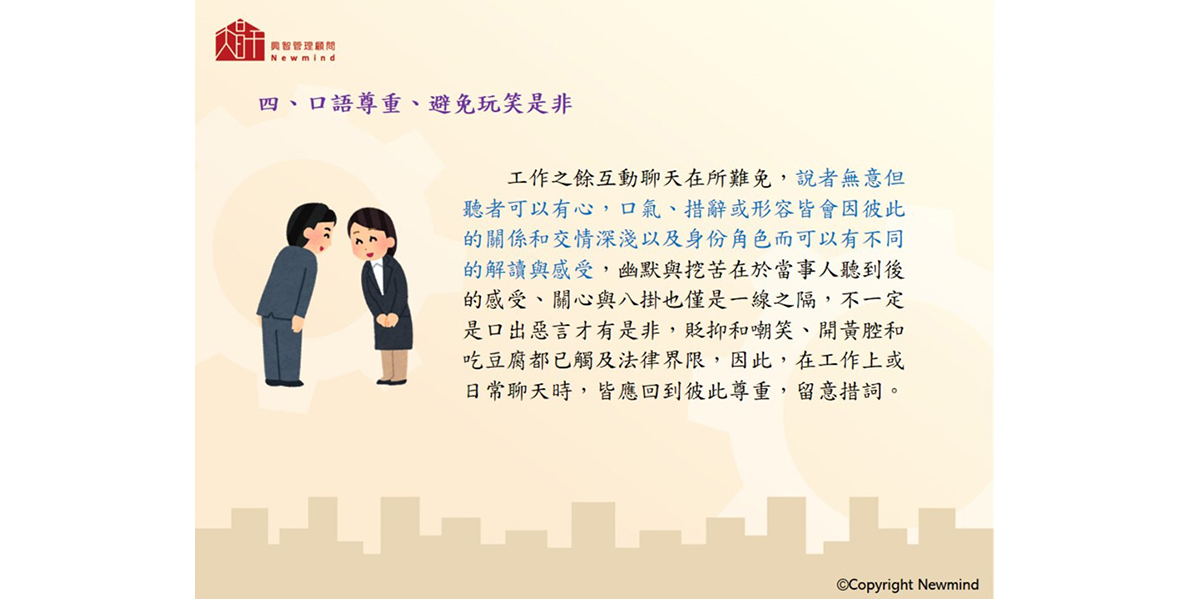 興智管理顧問
Newmind
四、口語尊重、避免玩笑是非
工作之餘互動聊天在所難免，說者無意但
聽者可以有心，口氣、措辭或形容皆會因彼此
的關係和交情深淺以及身份角色而可以有不同
的解讀與感受，幽默與挖苦在於當事人聽到後
的感受、關心與八掛也僅是一線之隔，不一定
是口出惡言才有是非，貶抑和嘲笑、開黃腔和
吃豆腐都已觸及法律界限，因此，在工作上或
日常聊天時，皆應回到彼此尊重，留意措詞。
©Copyright Newmind